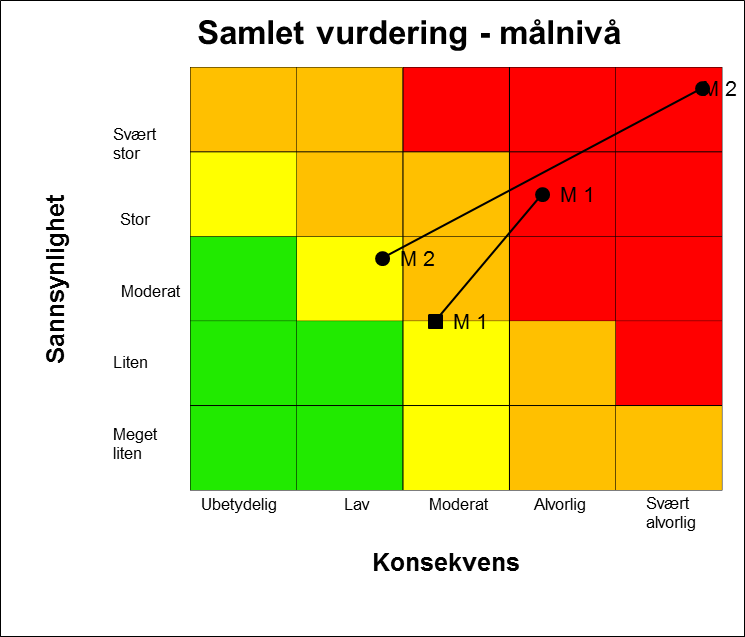 Samlet vurdering - målnivå
M 2
Svært
stor
M 1
Stor
Sannsynlighet
M 2
Moderat
M 1
Liten
Meget
liten
Ubetydelig
Lav
Moderat
Alvorlig
Svært
alvorlig
Konsekvens